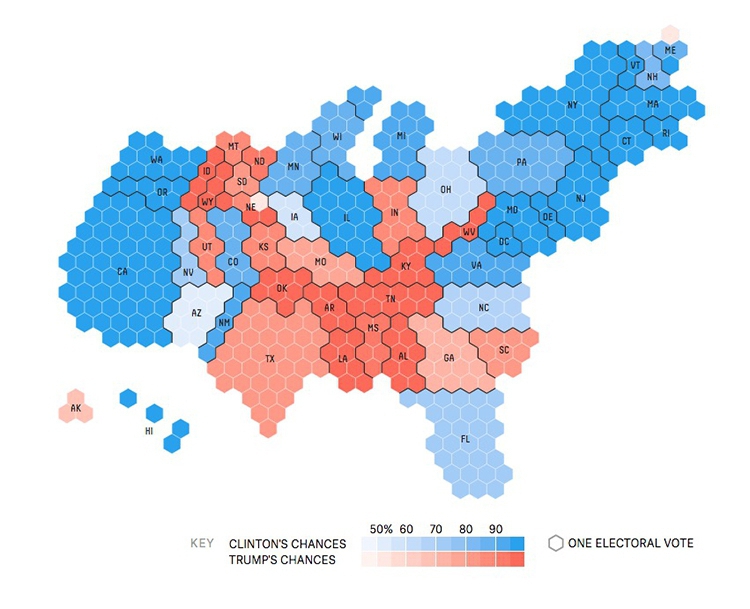 ME
VT
NH
NY
MA
WI
MI
CT
RI
MT
WA
ND
ID
MN
PA
SD
OR
OH
WY
NE
IA
IL
IN
MD
DE
NJ
WV
DC
UT
KS
CA
NV
CO
MO
KY
VA
OK
TN
AZ
NM
AR
NC
MS
TX
LA
AL
GA
SC
AK
HI
FL
50% 60 70 80 90
KEY CLINTON'S CHANCES
TRUMP'S CHANCES
ONE ELECTORAL VOTE